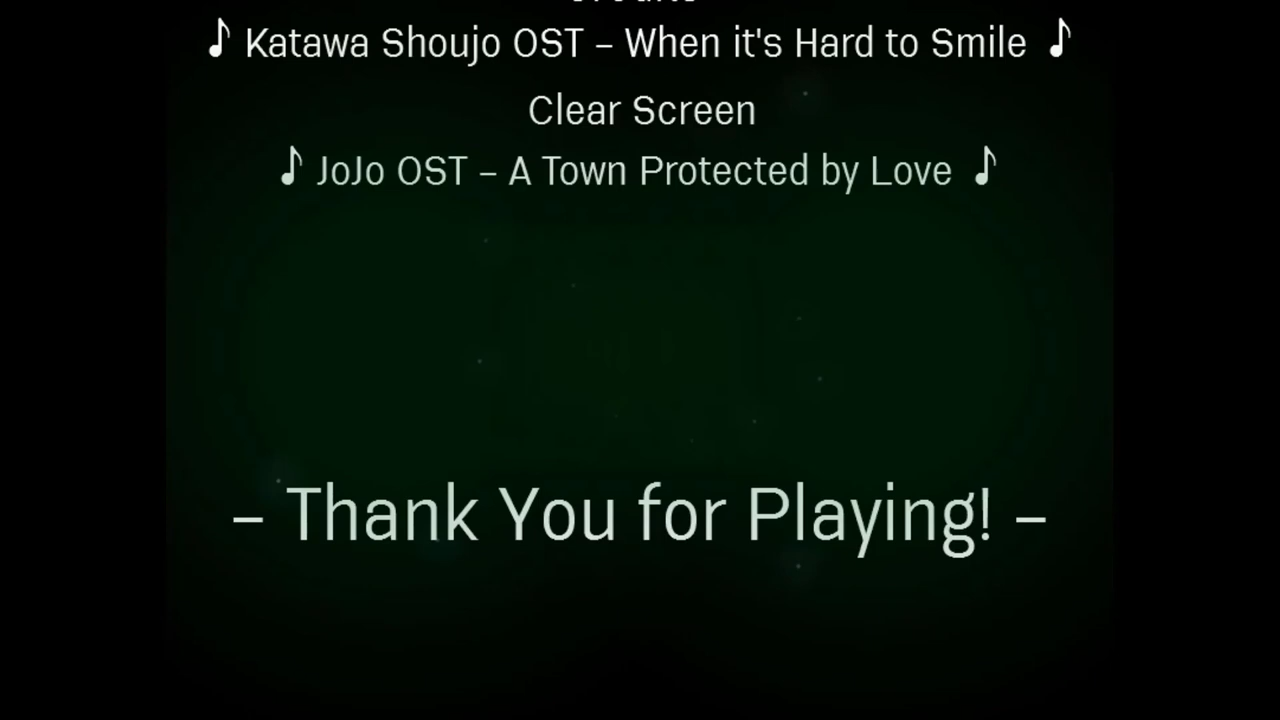 ♪ Katawa Shoujo OST – When it's Hard to Smile ♪
Clear Screen
♪ JoJo OST – A Town Protected by Love ♪
– Thank You for Playing! –